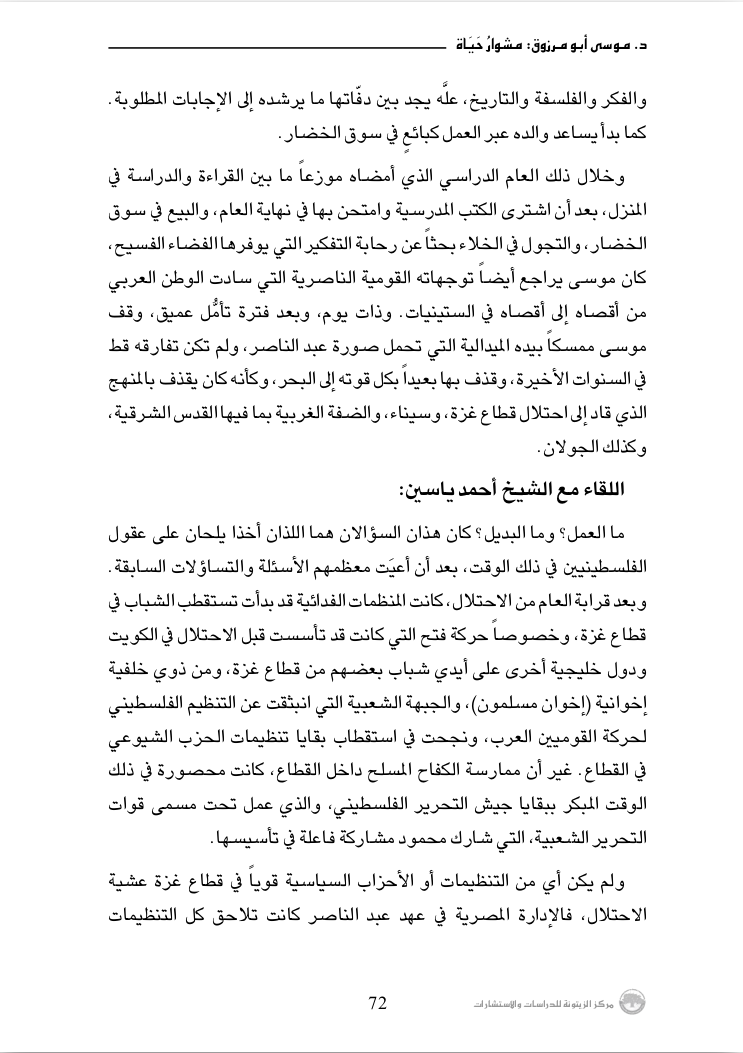 د. موسى أبو مرزوق: مشوارُ حَيَاة
والفكر والفلسفة والتاريخ، علَّه يجد بين دفّاتها ما يرشده إلى الإجابات المطلوبة.
كما بدأ يساعد والده عبر العمل كبائعٍ في سوق الخضار.
وخلال ذلك العام الدراسي الذي أمضاه موزعاً ما بين القراءة والدراسة في
المنزل، بعد أن اشترى الكتب المدرسية وامتحن بها في نهاية العام، والبيع في سوق
الخضار، والتجول في الخلاء بحثاً عن رحابة التفكير التي يوفرها الفضاء الفسيح،
كان موسى يراجع أيضاً توجهاته القومية الناصرية التي سادت الوطن العربي
من أقصاه إلى أقصاه في الستينيات. وذات يوم، وبعد فترة تأمُّل عميق، وقف
موسى ممسكاً بيده الميدالية التي تحمل صورة عبد الناصر، ولم تكن تفارقه قط
في السنوات الأخيرة، وقذف بها بعيداً بكل قوته إلى البحر، وكأنه كان يقذف بالمنهج
الذي قاد إلى احتلال قطاع غزة، وسيناء، والضفة الغربية بما فيها القدس الشرقية،
وكذلك الجولان.
اللقاء مع الشيخ أحمد ياسين:
ما العمل؟ وما البديل؟ كان هذان السؤالان هما اللذان أخذا يلحان على عقول
الفلسطينيين في ذلك الوقت، بعد أن أعيَت معظمهم الأسئلة والتساؤلات السابقة.
وبعد قرابة العام من الاحتلال، كانت المنظمات الفدائية قد بدأت تستقطب الشباب في
قطاع غزة، وخصوصاً حركة فتح التي كانت قد تأسست قبل الاحتلال في الكويت
ودول خليجية أخرى على أيدي شباب بعضهم من قطاع غزة، ومن ذوي خلفية
إخوانية (إخوان مسلمون)، والجبهة الشعبية التي انبثقت عن التنظيم الفلسطيني
لحركة القوميين العرب، ونجحت في استقطاب بقايا تنظيمات الحزب الشيوعي
في القطاع. غير أن ممارسة الكفاح المسلح داخل القطاع، كانت محصورة في ذلك
الوقت المبكر ببقايا جيش التحرير الفلسطيني، والذي عمل تحت مسمى قوات
التحرير الشعبية، التي شارك محمود مشاركة فاعلة في تأسيسها.
ولم يكن أي من التنظيمات أو الأحزاب السياسية قوياً في قطاع غزة عشية
الاحتلال، فالإدارة المصرية في عهد عبد الناصر كانت تلاحق كل التنظيمات
72
مركز الزيتونة للدراسات والاستشارات